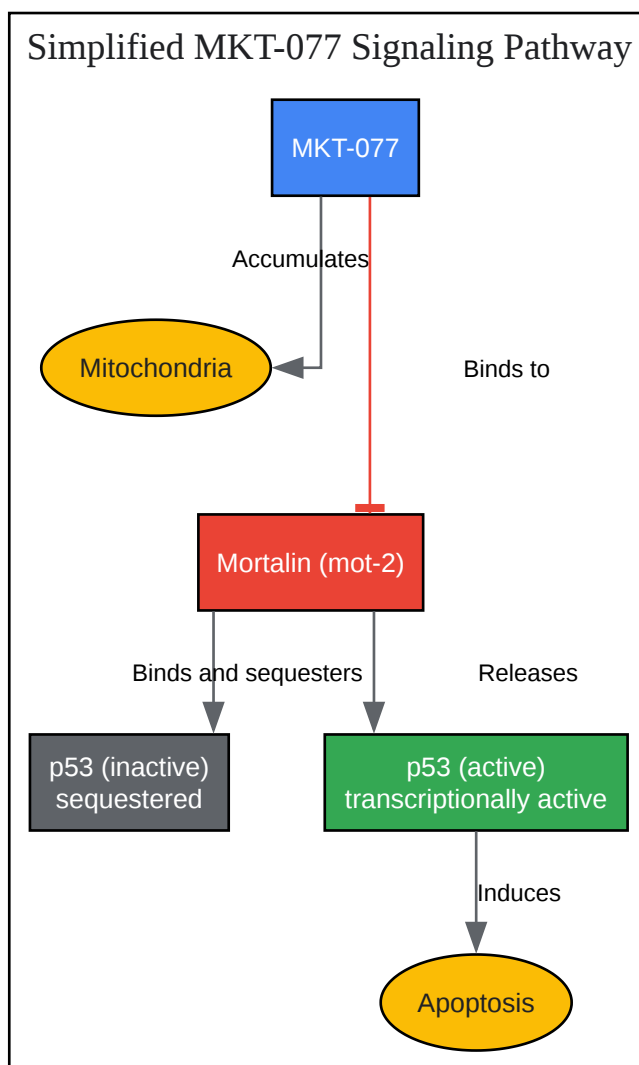 Simplified MKT-077 Signaling Pathway
MKT-077
Accumulates
Mitochondria
Binds to
Mortalin (mot-2)
Binds and sequesters
Releases
p53 (inactive)
sequestered
p53 (active)
transcriptionally active
Induces
Apoptosis